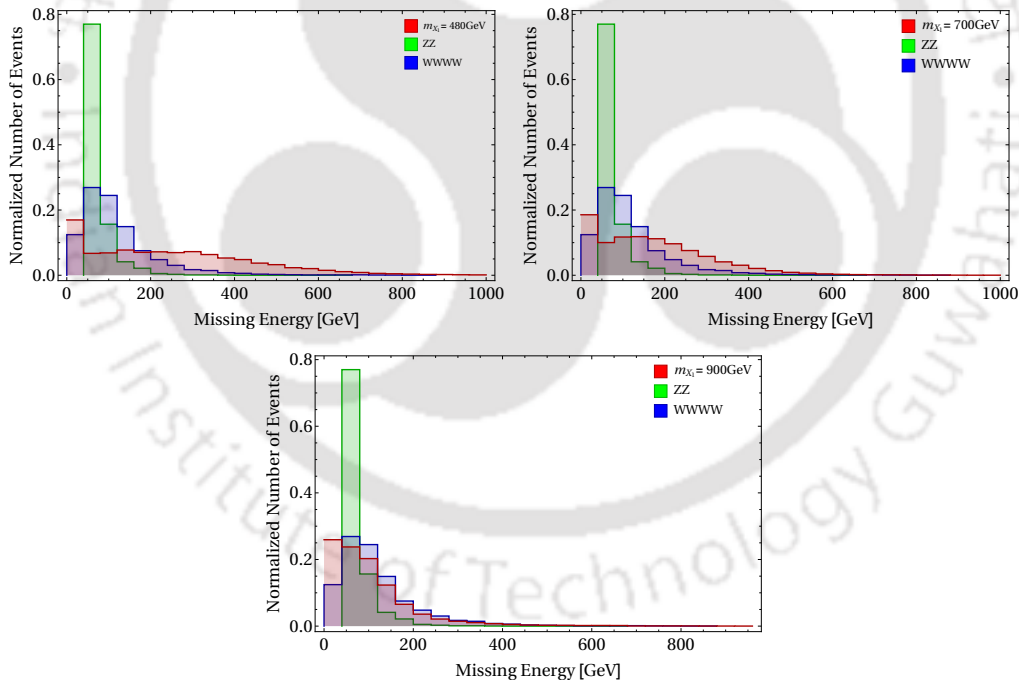 Normalized Number of Events
0.8
0.6
0.4
0.2
0.0
0 200 400 600 800 1000
Missing Energy [GeV]
m_{X_1} = 480GeV
ZZ
WWWW
Normalized Number of Events
0.8
0.6
0.4
0.2
0.0
0 200 400 600 800 1000
Missing Energy [GeV]
m_{X_1} = 700GeV
ZZ
WWWW
Normalized Number of Events
0.8
0.6
0.4
0.2
0.0
0 200 400 600 800
Missing Energy [GeV]
m_{X_1} = 900GeV
ZZ
WWWW
Institute of Technology Guwahati